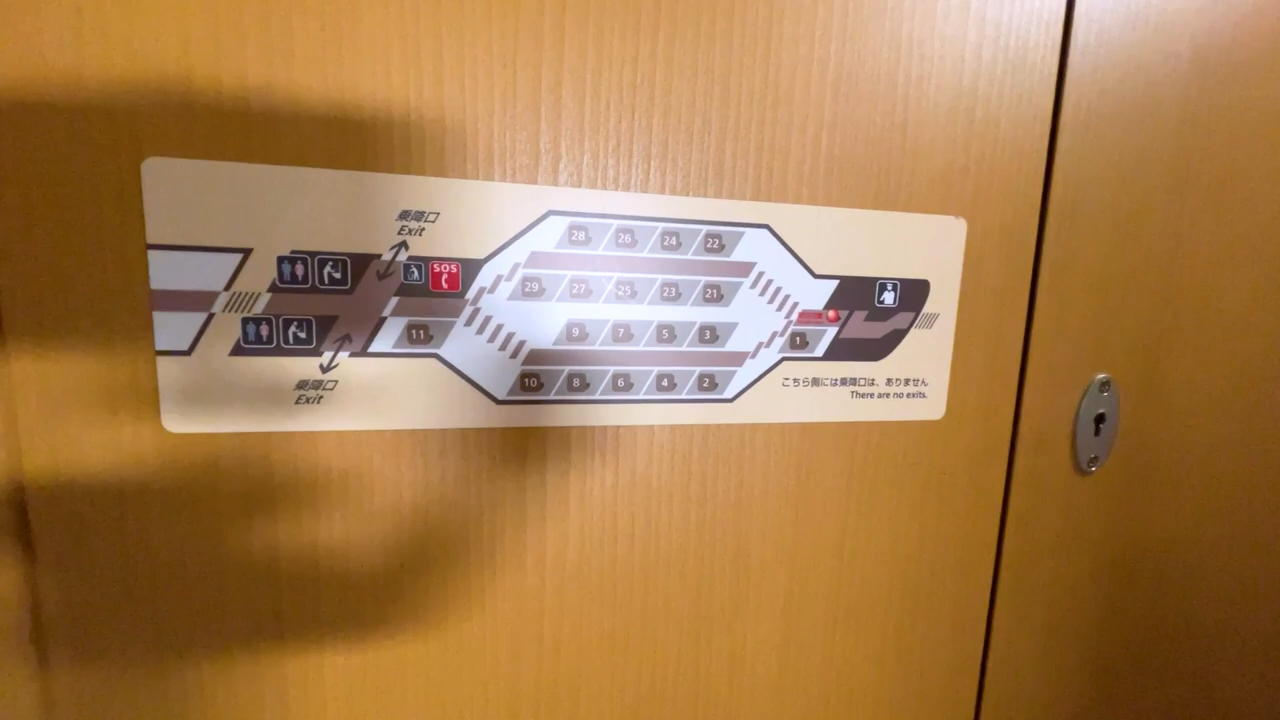 乗降口
Exit
SOS
28 26 24 22
29 27 25 23 21
11
9 7 5 3
1
10 8 6 4 2
乗降口
Exit
こちら側には乗降口は、ありません
There are no exits.